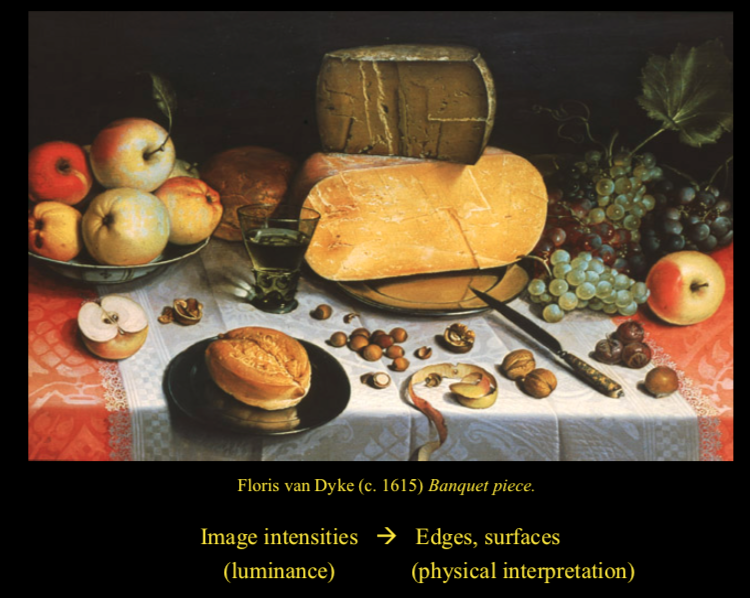 Floris van Dyke (c. 1615) Banquet piece.
Image intensities → Edges, surfaces
(luminance) (physical interpretation)